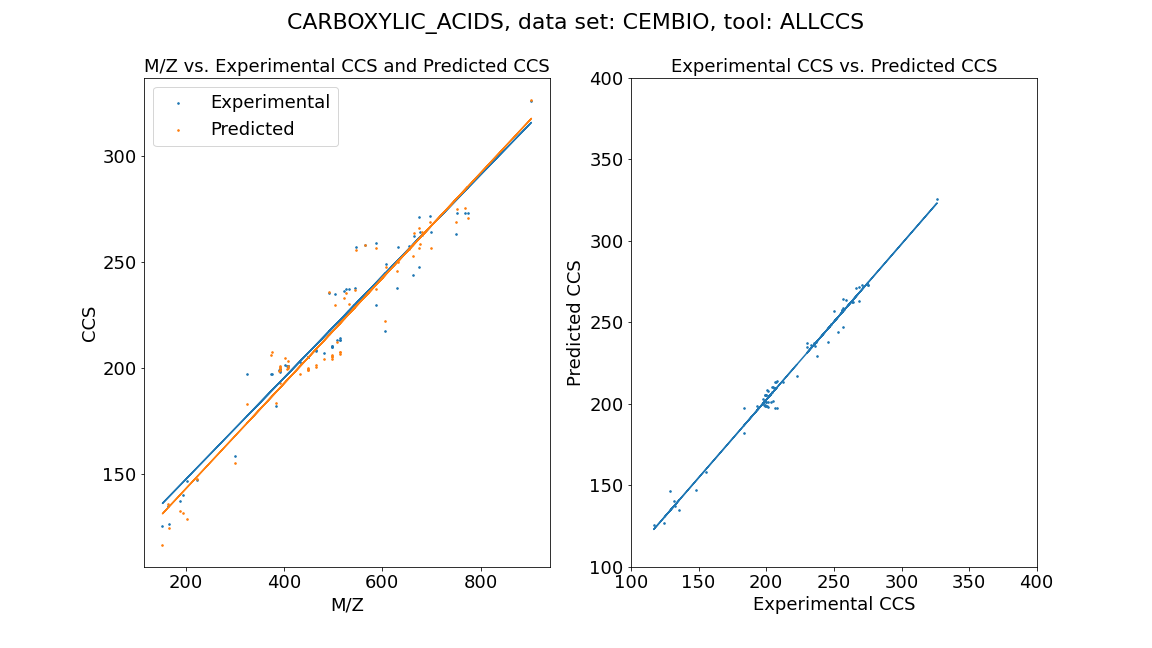 CARBOXYLIC_ACIDS, data set: CEMBIO, tool: ALLCCS
M/Z vs. Experimental CCS and Predicted CCS
Experimental
Predicted
300
250
200
150
CCS
200
400
600
800
M/Z
Experimental CCS vs. Predicted CCS
400
350
300
250
200
150
100
Predicted CCS
100
150
200
250
300
350
400
Experimental CCS